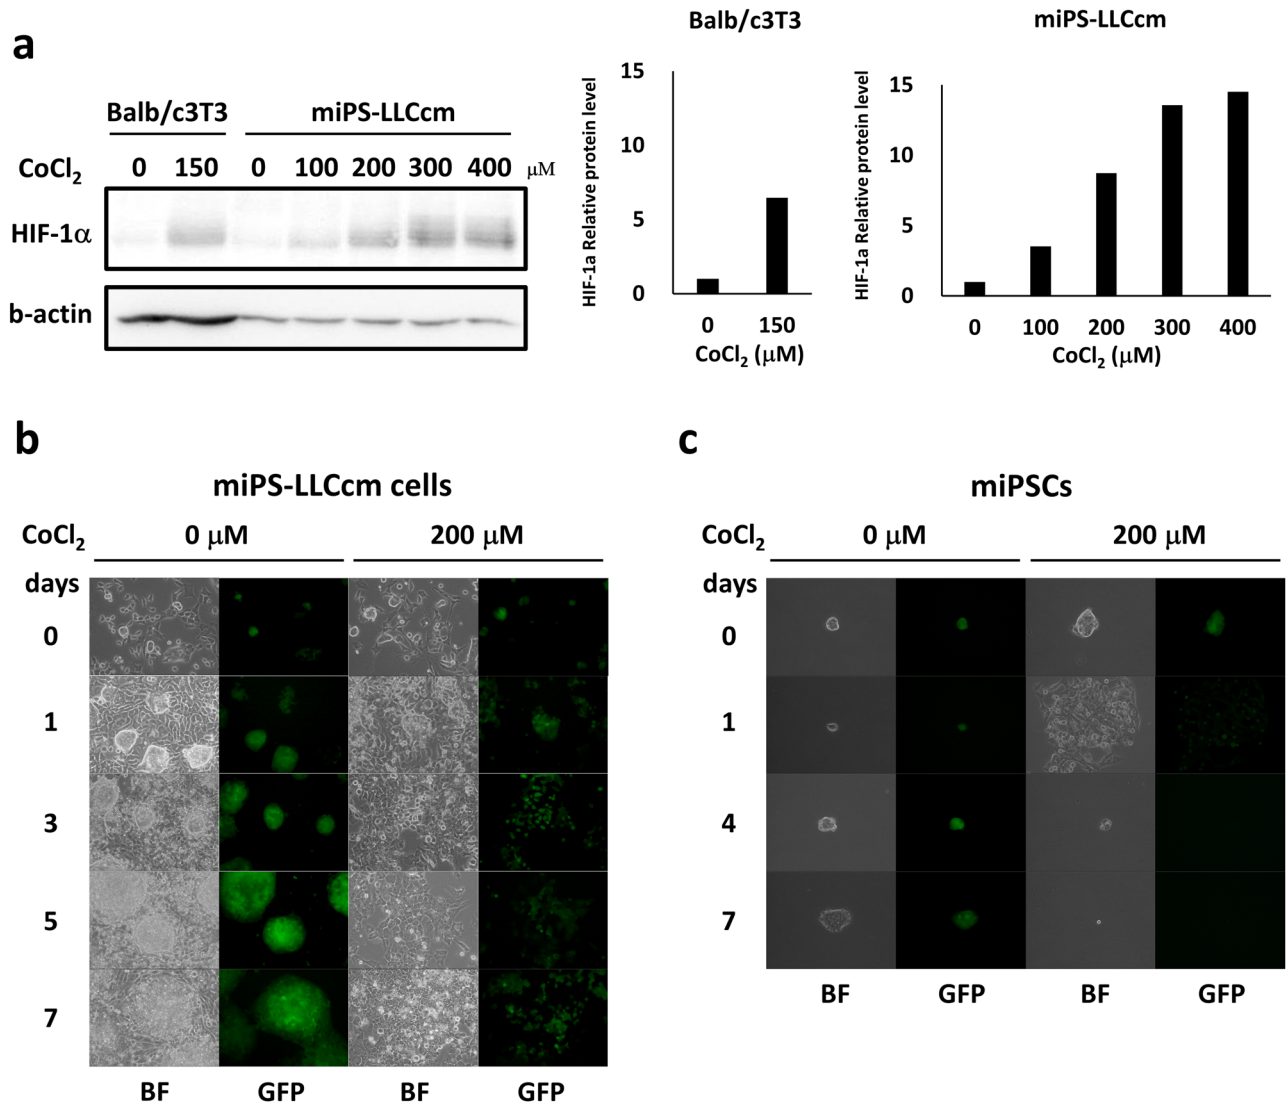 a
Balb/c3T3 miPS-LLCcm
CoCl₂ 0 150 0 100 200 300 400 μM
HIF-1α
b-actin
Balb/c3T3
HIF-1a Relative protein level
15
10
5
0
0 150
CoCl₂ (μM)
miPS-LLCcm
HIF-1a Relative protein level
15
10
5
0
0 100 200 300 400
CoCl₂ (μM)
b
miPS-LLCcm cells
CoCl₂ 0 μM 200 μM
days
0
1
3
5
7
BF GFP BF GFP
c
miPSCs
CoCl₂ 0 μM 200 μM
days
0
1
4
7
BF GFP BF GFP